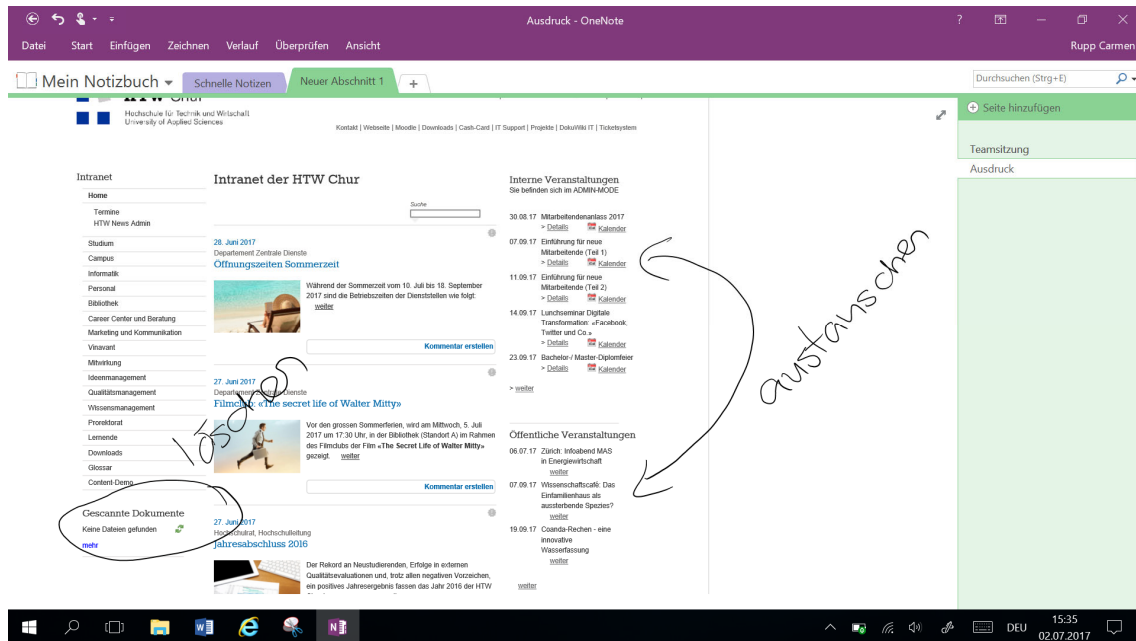 Ausdruck - OneNote
?
Datei Start Einfügen Zeichnen Verlauf Überprüfen Ansicht
Rupp Carmen
Mein Notizbuch
Schnelle Notizen
Neuer Abschnitt 1
+
Durchsuchen (Strg+E)
Seite hinzufügen
Teamsitzung
Ausdruck
HTW Chur
Hochschule für Technik und Wirtschaft
University of Applied Sciences
Kontakt | Webseite | Moodle | Downloads | Cash-Card | IT Support | Projekte | DokuWiki IT | Ticketsystem
Intranet
Home
Termine
HTW News Admin
Studium
Campus
Informatik
Personal
Bibliothek
Career Center und Beratung
Marketing und Kommunikation
Vinavant
Mitwirkung
Ideenmanagement
Qualitätsmanagement
Wissensmanagement
Prorektorat
Lernende
Downloads
Glossar
Content-Demo
Gescannte Dokumente
Keine Dateien gefunden
mehr
löschen
Intranet der HTW Chur
Suche
28. Juni 2017
Departement Zentrale Dienste
Öffnungszeiten Sommerzeit
Während der Sommerzeit vom 10. Juli bis 18. September
2017 sind die Betriebszeiten der Dienststellen wie folgt:
weiter
Kommentar erstellen
27. Juni 2017
Departement Zentrale Dienste
Filmclub: «The secret life of Walter Mitty»
Vor den grossen Sommerferien, wird am Mittwoch, 5. Juli
2017 um 17:30 Uhr, in der Bibliothek (Standort A) im Rahmen
des Filmclubs der Film «The Secret Life of Walter Mitty»
gezeigt. weiter
Kommentar erstellen
27. Juni 2017
Hochschulrat, Hochschulleitung
Jahresabschluss 2016
Der Rekord an Neustudierenden, Erfolge in externen
Qualitätsevaluationen und, trotz allen negativen Vorzeichen,
ein positives Jahresergebnis fassen das Jahr 2016 der HTW
Interne Veranstaltungen
Sie befinden sich im ADMIN-MODE
30.08.17 Mitarbeitendenanlass 2017
> Details Kalender
07.09.17 Einführung für neue
Mitarbeitende (Teil 1)
> Details Kalender
11.09.17 Einführung für neue
Mitarbeitende (Teil 2)
> Details Kalender
14.09.17 Lunchseminar Digitale
Transformation: «Facebook,
Twitter und Co.»
> Details Kalender
23.09.17 Bachelor-/ Master-Diplomfeier
> Details Kalender
> weiter
Öffentliche Veranstaltungen
06.07.17 Zürich: Infoabend MAS
in Energiewirtschaft
weiter
07.09.17 Wissenschaftscafé: Das
Einfamilienhaus als
aussterbende Spezies?
weiter
19.09.17 Coanda-Rechen - eine
innovative
Wasserfassung
weiter
weiter
austauschen
DEU
15:35
02.07.2017